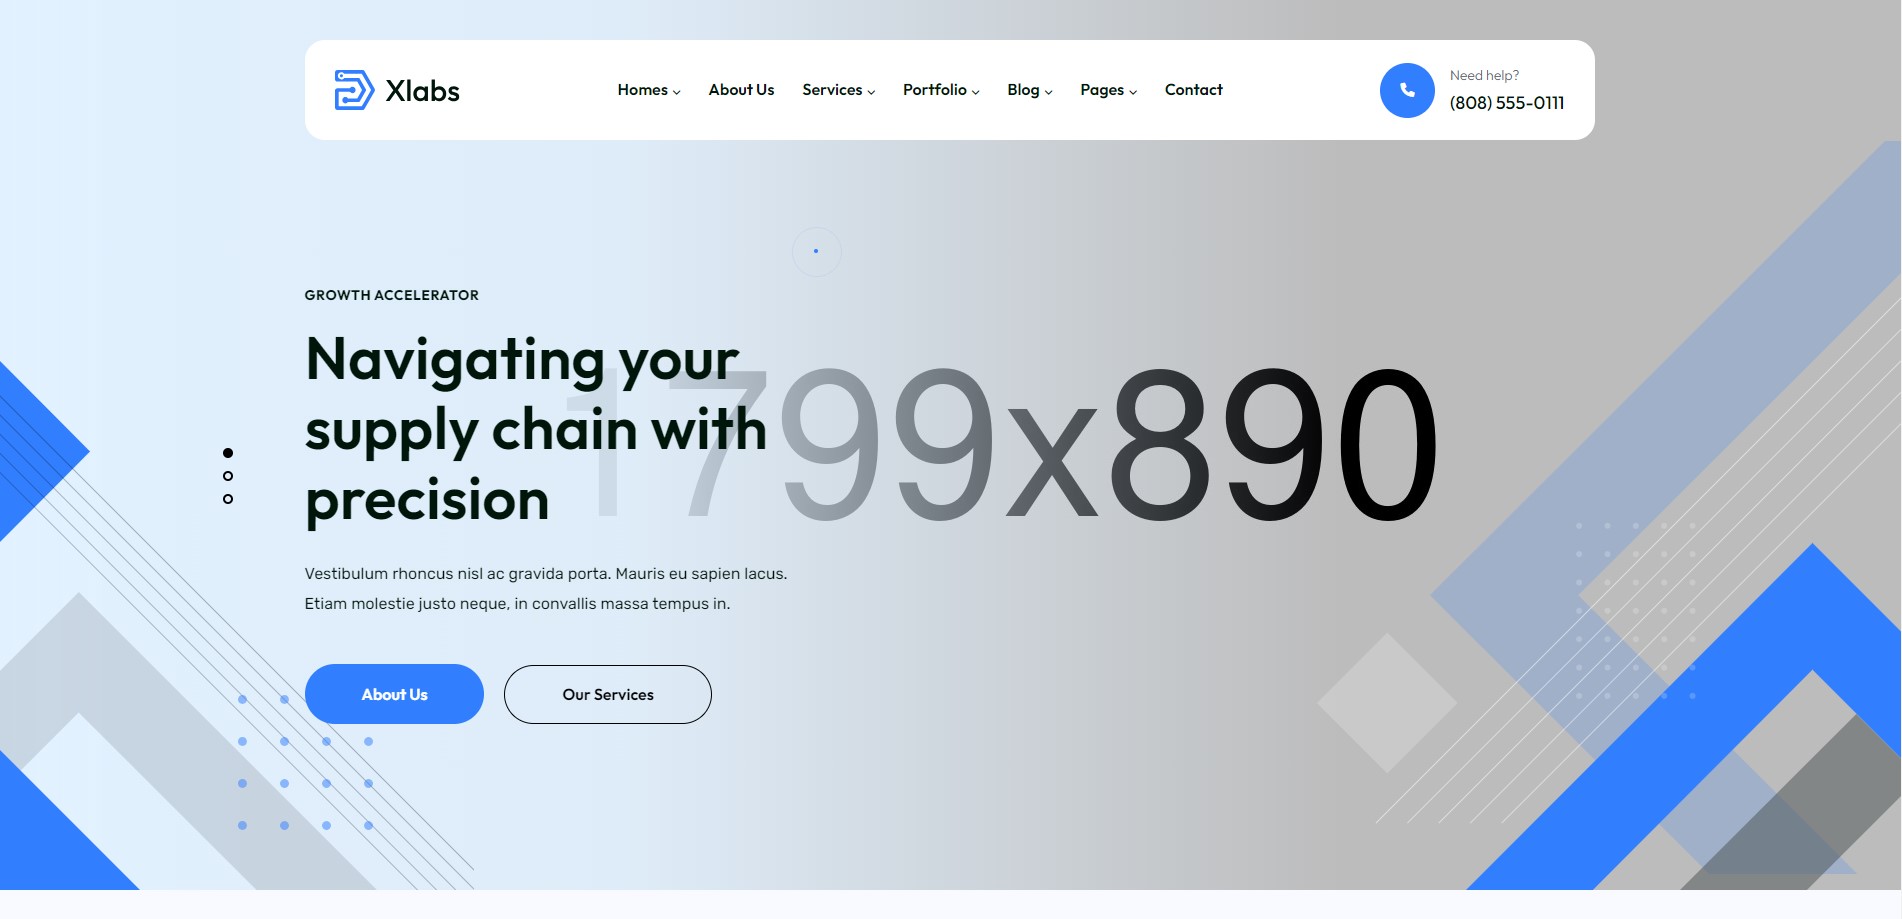 Xlabs
Homes
About Us
Services
Portfolio
Blog
Pages
Contact
Need help?
(808) 555-0111
GROWTH ACCELERATOR
Navigating your
supply chain with
precision
1799x890
Vestibulum rhoncus nisl ac gravida porta. Mauris eu sapien lacus.
Etiam molestie justo neque, in convallis massa tempus in.
About Us
Our Services